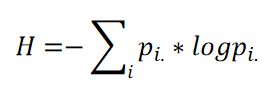 H =− ∑ᵢ pᵢ. * logpᵢ.